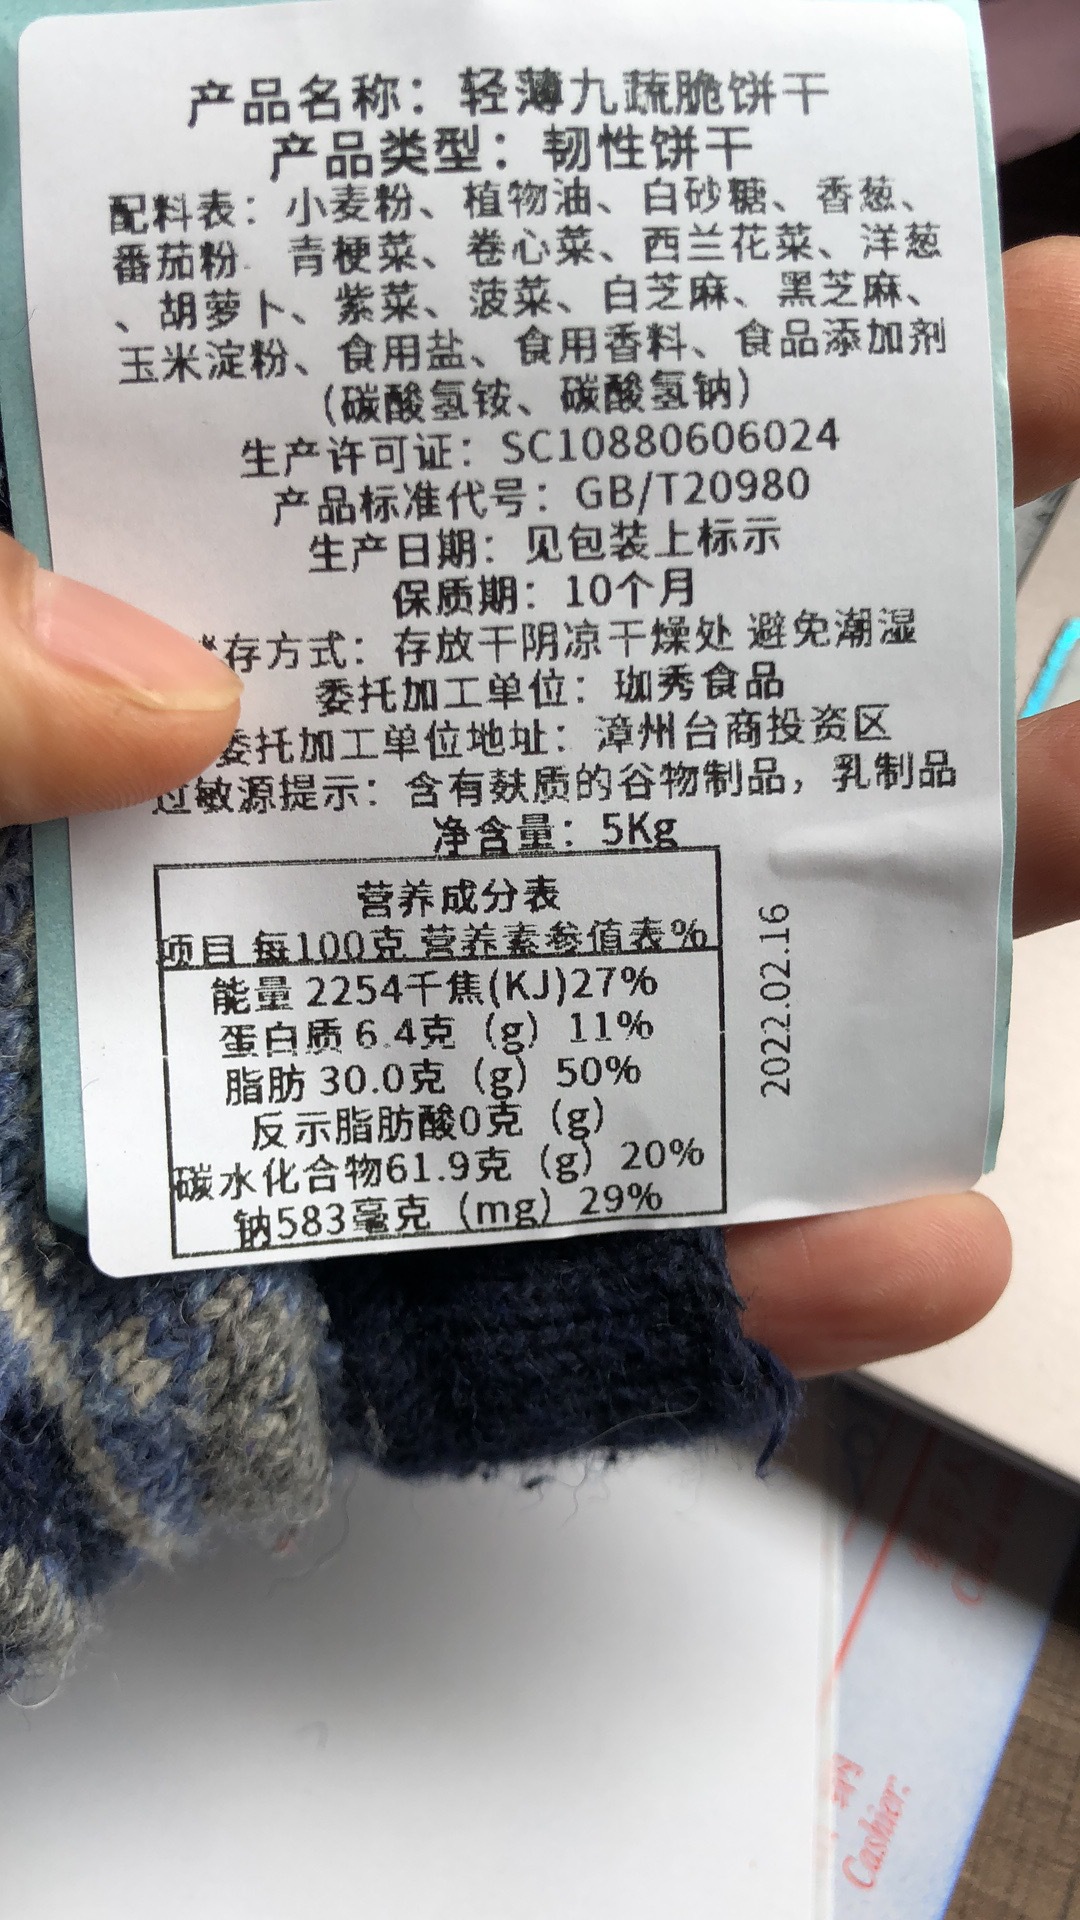 产品名称：轻薄九蔬脆饼干
产品类型：韧性饼干
配料表：小麦粉、植物油、白砂糖、香葱、
番茄粉 青梗菜、卷心菜、西兰花菜、洋葱
、胡萝卜、紫菜、菠菜、白芝麻、黑芝麻、
玉米淀粉、食用盐、食用香料、食品添加剂
（碳酸氢铵、碳酸氢钠）
生产许可证：SC10880606024
产品标准代号：GB/T20980
生产日期：见包装上标示
保质期：10个月
存方式：存放干阴凉干燥处 避免潮湿
委托加工单位：珈秀食品
委托加工单位地址：漳州台商投资区
过敏源提示：含有麸质的谷物制品，乳制品
净含量：5Kg
营养成分表
项目 每100克 营养素参值表%
能量 2254千焦(KJ)27%
蛋白质 6.4克（g）11%
脂肪 30.0克（g）50%
反示脂肪酸0克（g）
碳水化合物61.9克（g）20%
钠583毫克（mg）29%
2022.02.16
Cashier: